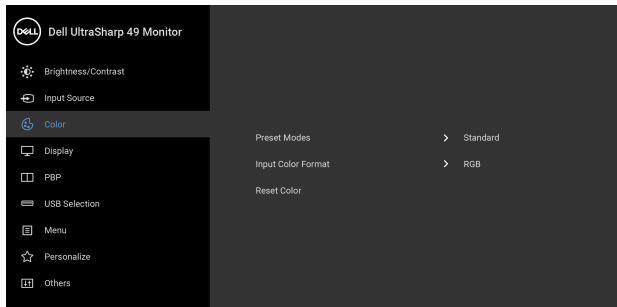 DELL Dell UltraSharp 49 Monitor
Brightness/Contrast
Input Source
Color
Display
PBP
USB Selection
Menu
Personalize
Others
Preset Modes > Standard
Input Color Format > RGB
Reset Color